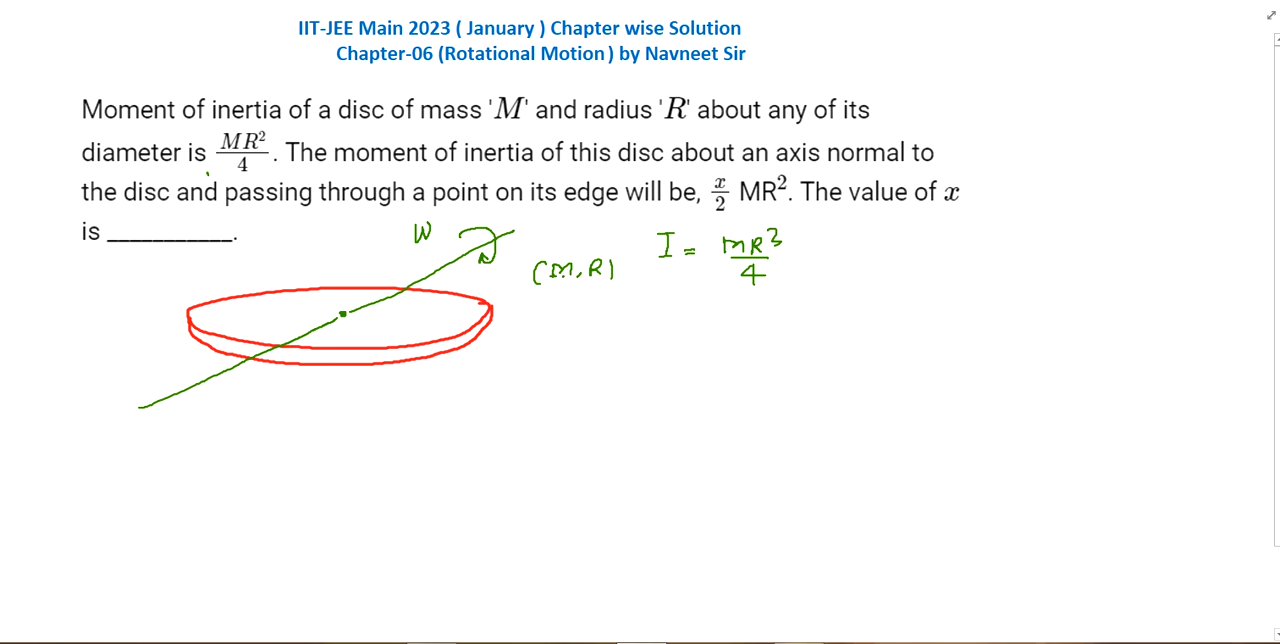 IIT-JEE Main 2023 ( January ) Chapter wise Solution
Chapter-06 (Rotational Motion ) by Navneet Sir
Moment of inertia of a disc of mass 'M' and radius 'R' about any of its
diameter is MR²/4. The moment of inertia of this disc about an axis normal to
the disc and passing through a point on its edge will be, x/2 MR². The value of x
is ___________.
W
(M, R)
I = MR²/4